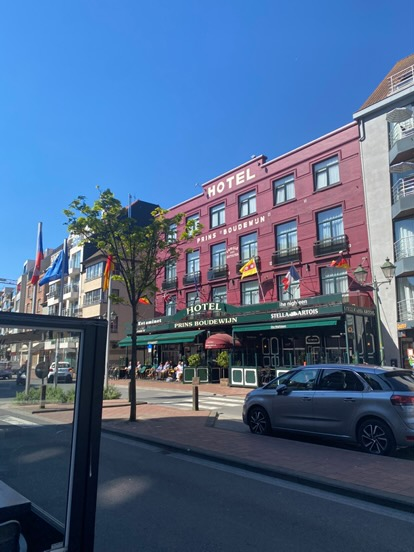 HOTEL
PRINS "BOUDEWIJN"
HOTEL
PRINS BOUDEWIJN
STELLA ARTOIS